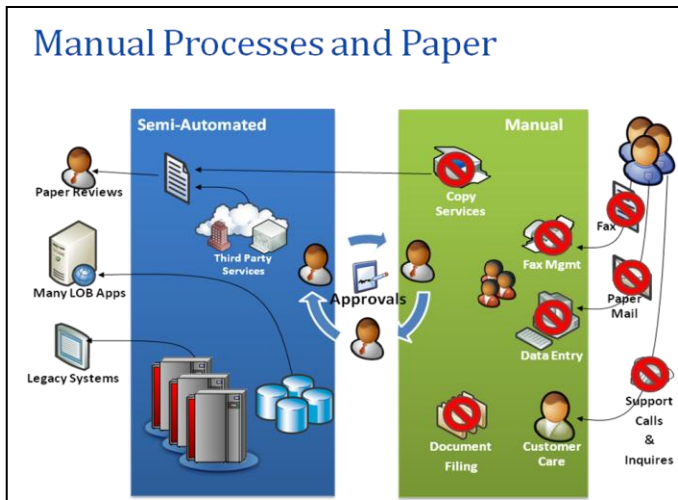 Manual Processes and Paper
Semi-Automated
Manual
Paper Reviews
Copy
Services
Fax
Third Party
Services
Fax Mgmt
Many LOB Apps
Approvals
Paper
Mail
Data Entry
Legacy Systems
Support
Calls
&
Inquires
Document
Filing
Customer
Care